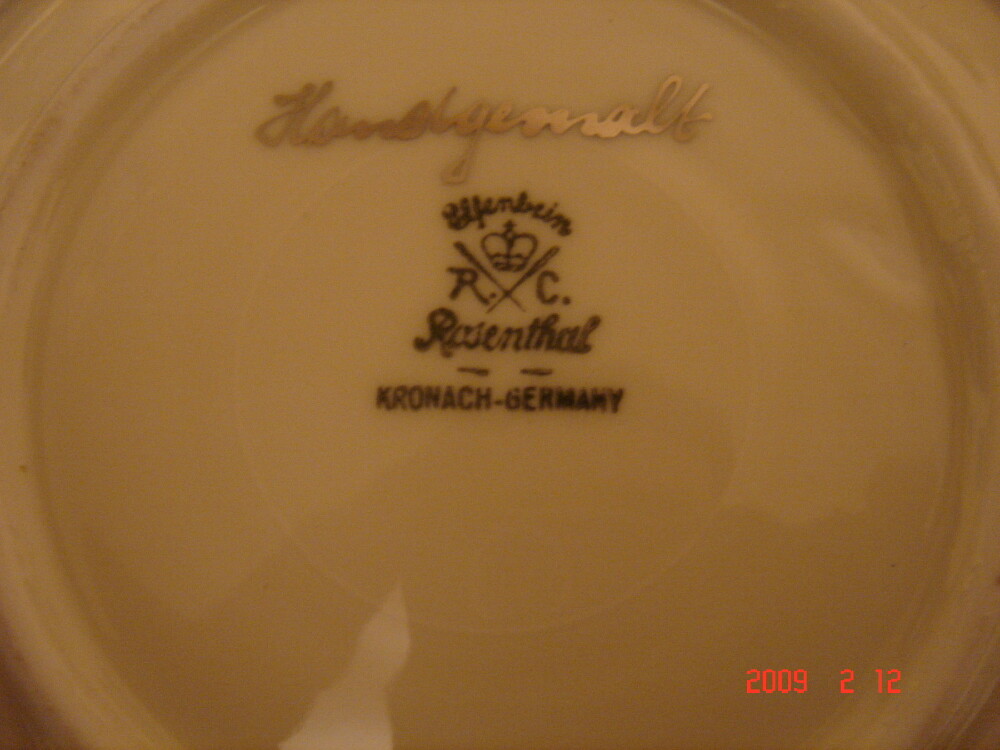 Handgemalt
Elfenbein
R. C.
Rosenthal
KRONACH-GERMANY
2009 2 12